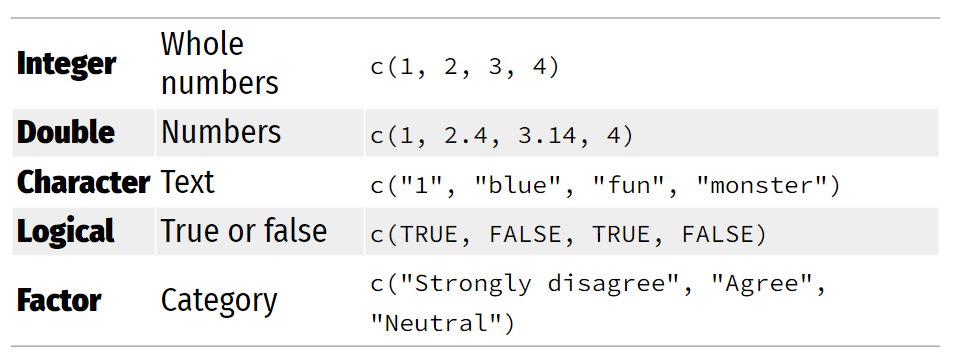 Integer Whole numbers c(1, 2, 3, 4)
Double Numbers c(1, 2.4, 3.14, 4)
Character Text c("1", "blue", "fun", "monster")
Logical True or false c(TRUE, FALSE, TRUE, FALSE)
Factor Category c("Strongly disagree", "Agree",
"Neutral")